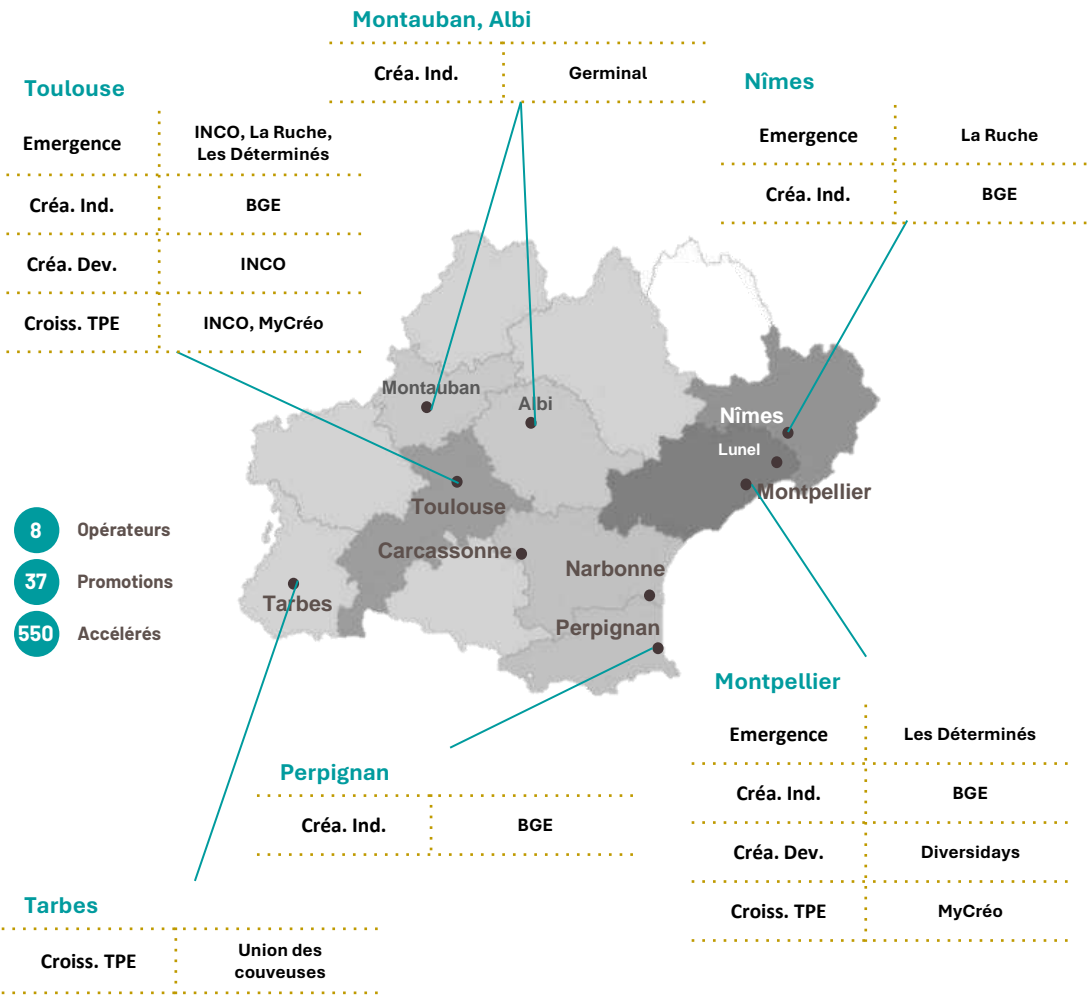 Montauban, Albi
Créa. Ind. Germinal
Toulouse
Emergence INCO, La Ruche,
Les Déterminés
Créa. Ind. BGE
Créa. Dev. INCO
Croiss. TPE INCO, MyCréo
Nîmes
Emergence La Ruche
Créa. Ind. BGE
Montauban
Albi
Nîmes
Lunel
Montpellier
Toulouse
Carcassonne
Narbonne
Tarbes
Perpignan
8 Opérateurs
37 Promotions
550 Accélérés
Montpellier
Emergence Les Déterminés
Créa. Ind. BGE
Créa. Dev. Diversidays
Croiss. TPE MyCréo
Perpignan
Créa. Ind. BGE
Tarbes
Croiss. TPE Union des
couveuses